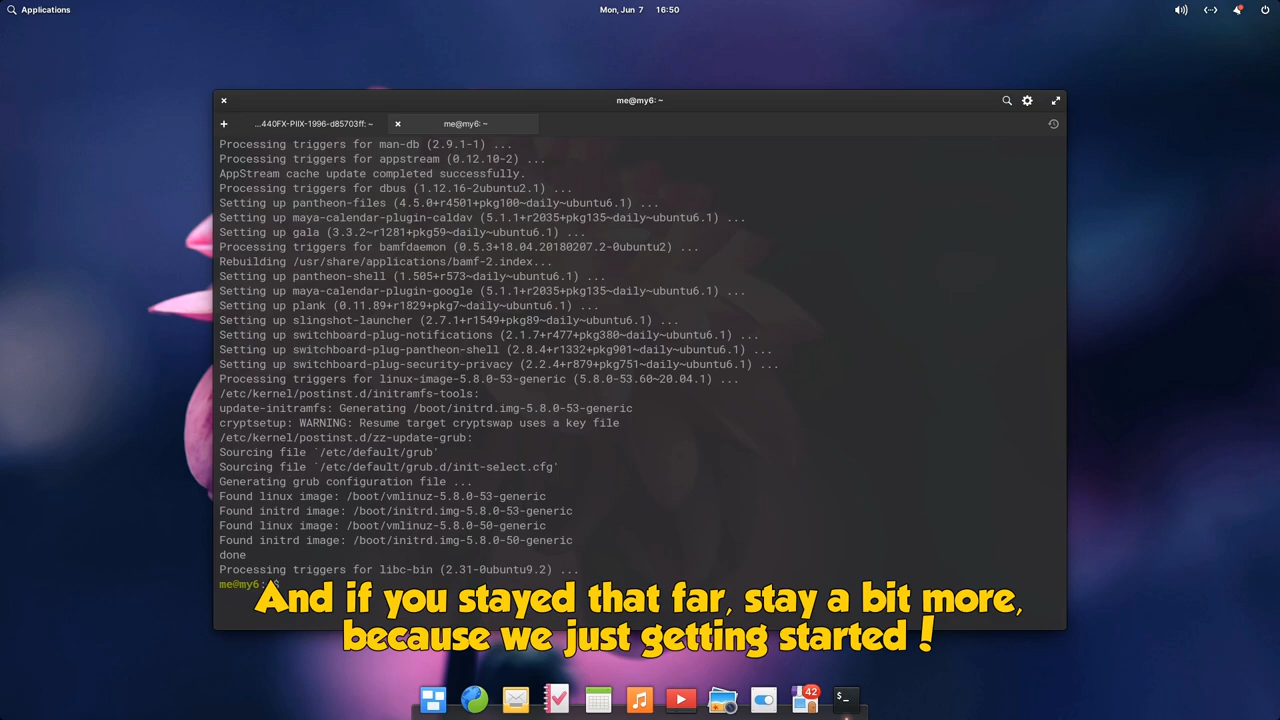 Applications
Mon, Jun 7 16:50
me@my6: ~
...440FX-PIIX-1996-d85703ff: ~
me@my6: ~
Processing triggers for man-db (2.9.1-1) ...
Processing triggers for appstream (0.12.10-2) ...
AppStream cache update completed successfully.
Processing triggers for dbus (1.12.16-2ubuntu2.1) ...
Setting up pantheon-files (4.5.0+r4501+pkg100~daily~ubuntu6.1) ...
Setting up maya-calendar-plugin-caldav (5.1.1+r2035+pkg135~daily~ubuntu6.1) ...
Setting up gala (3.3.2~r1281+pkg59~daily~ubuntu6.1) ...
Processing triggers for bamfdaemon (0.5.3+18.04.20180207.2-0ubuntu2) ...
Rebuilding /usr/share/applications/bamf-2.index...
Setting up pantheon-shell (1.505+r573~daily~ubuntu6.1) ...
Setting up maya-calendar-plugin-google (5.1.1+r2035+pkg135~daily~ubuntu6.1) ...
Setting up plank (0.11.89+r1829+pkg7~daily~ubuntu6.1) ...
Setting up slingshot-launcher (2.7.1+r1549+pkg89~daily~ubuntu6.1) ...
Setting up switchboard-plug-notifications (2.1.7+r477+pkg380~daily~ubuntu6.1) ...
Setting up switchboard-plug-pantheon-shell (2.8.4+r1332+pkg901~daily~ubuntu6.1) ...
Setting up switchboard-plug-security-privacy (2.2.4+r879+pkg751~daily~ubuntu6.1) ...
Processing triggers for linux-image-5.8.0-53-generic (5.8.0-53.60~20.04.1) ...
/etc/kernel/postinst.d/initramfs-tools:
update-initramfs: Generating /boot/initrd.img-5.8.0-53-generic
cryptsetup: WARNING: Resume target cryptswap uses a key file
/etc/kernel/postinst.d/zz-update-grub:
Sourcing file `/etc/default/grub'
Sourcing file `/etc/default/grub.d/init-select.cfg'
Generating grub configuration file ...
Found linux image: /boot/vmlinuz-5.8.0-53-generic
Found initrd image: /boot/initrd.img-5.8.0-53-generic
Found linux image: /boot/vmlinuz-5.8.0-50-generic
Found initrd image: /boot/initrd.img-5.8.0-50-generic
done
Processing triggers for libc-bin (2.31-0ubuntu9.2) ...
me@my6:~$
And if you stayed that far, stay a bit more,
because we just getting started!
42